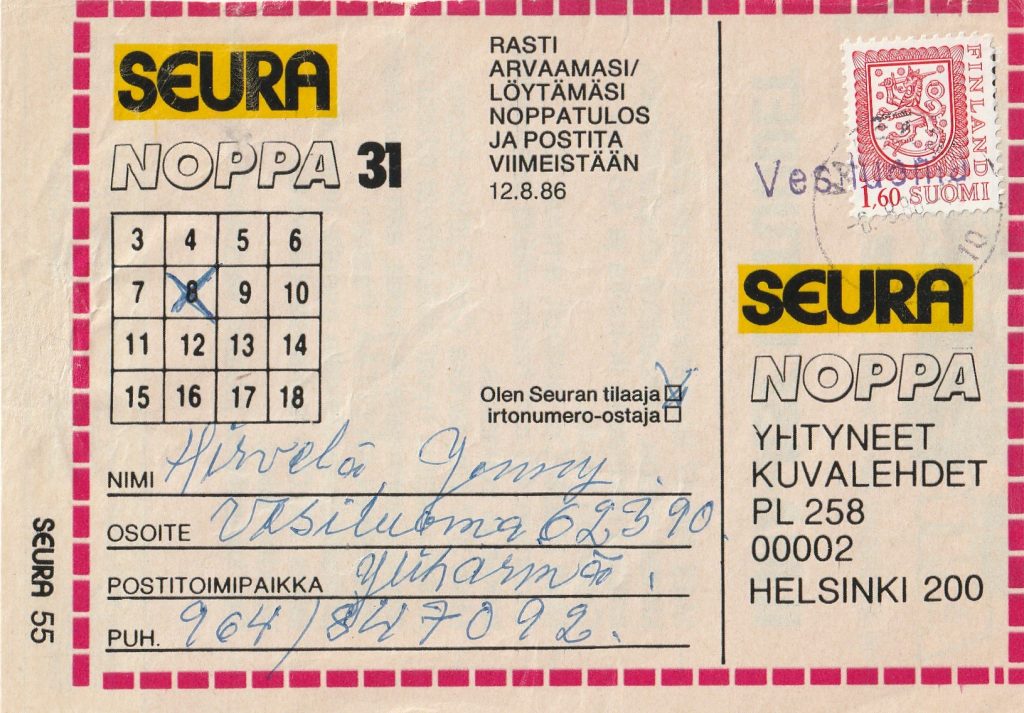 SEURA
NOPPA 31
RASTI
ARVAAMASI/
LÖYTÄMÄSI
NOPPATULOS
JA POSTITA
VIIMEISTÄÄN
12.8.86
3 4 5 6
7 8 9 10
11 12 13 14
15 16 17 18
Olen Seuran tilaaja
irtonumero-ostaja
NIMI Hirvelä Jonny
OSOITE Vesiluoma 62390
POSTITOIMIPAIKKA Yliharmä
PUH. 964/847092.
SEURA 55
FINLAND
1,60 SUOMI
10
SEURA
NOPPA
YHTYNEET
KUVALEHDET
PL 258
00002
HELSINKI 200